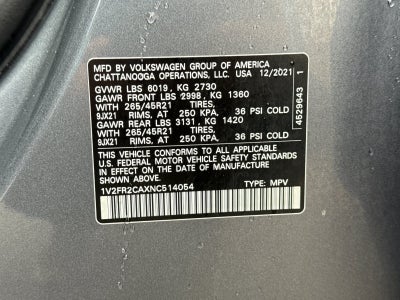 MFD BY VOLKSWAGEN GROUP OF AMERICA
CHATTANOOGA OPERATIONS, LLC. USA 12/2021
GVWR LBS 6019, KG 2730
GAWR FRONT LBS 2998, KG 1360
WITH 265/45R21 TIRES,
9JX21 RIMS, AT 250 KPA. 36 PSI COLD
GAWR REAR LBS 3131, KG 1420
WITH 265/45R21 TIRES,
9JX21 RIMS, AT 250 KPA. 36 PSI COLD
THIS VEHICLE CONFORMS TO ALL APPLICABLE
U.S. FEDERAL MOTOR VEHICLE SAFETY STANDARDS
IN EFFECT ON THE DATE OF MANUFACTURE
SHOWN ABOVE.
1V2FR2CAXNC514054 TYPE: MPV
4529643 1